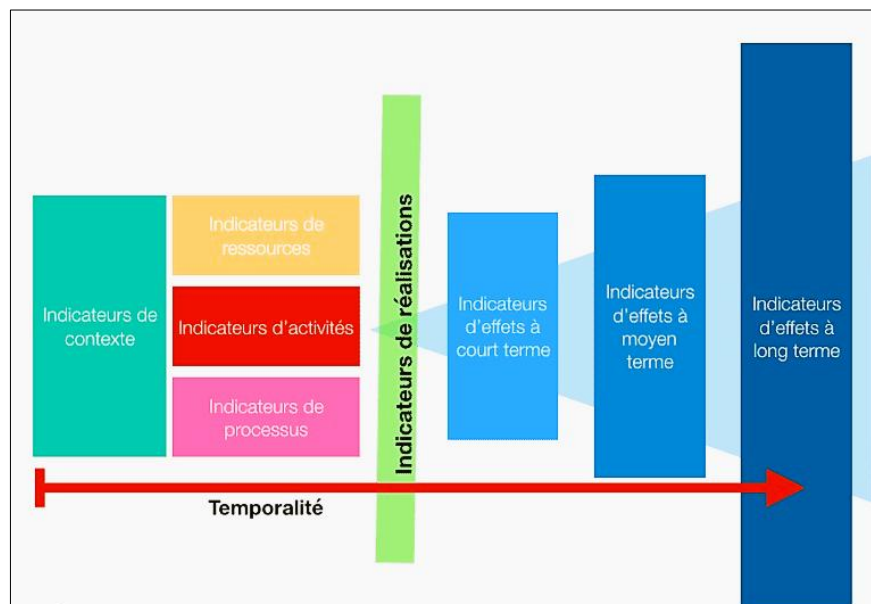 Indicateurs de
contexte
Indicateurs de
ressources
Indicateurs d'activités
Indicateurs de
processus
Indicateurs de réalisations
Indicateurs
d'effets à
court terme
Indicateurs
d'effets à
moyen
terme
Indicateurs
d'effets à
long terme
Temporalité